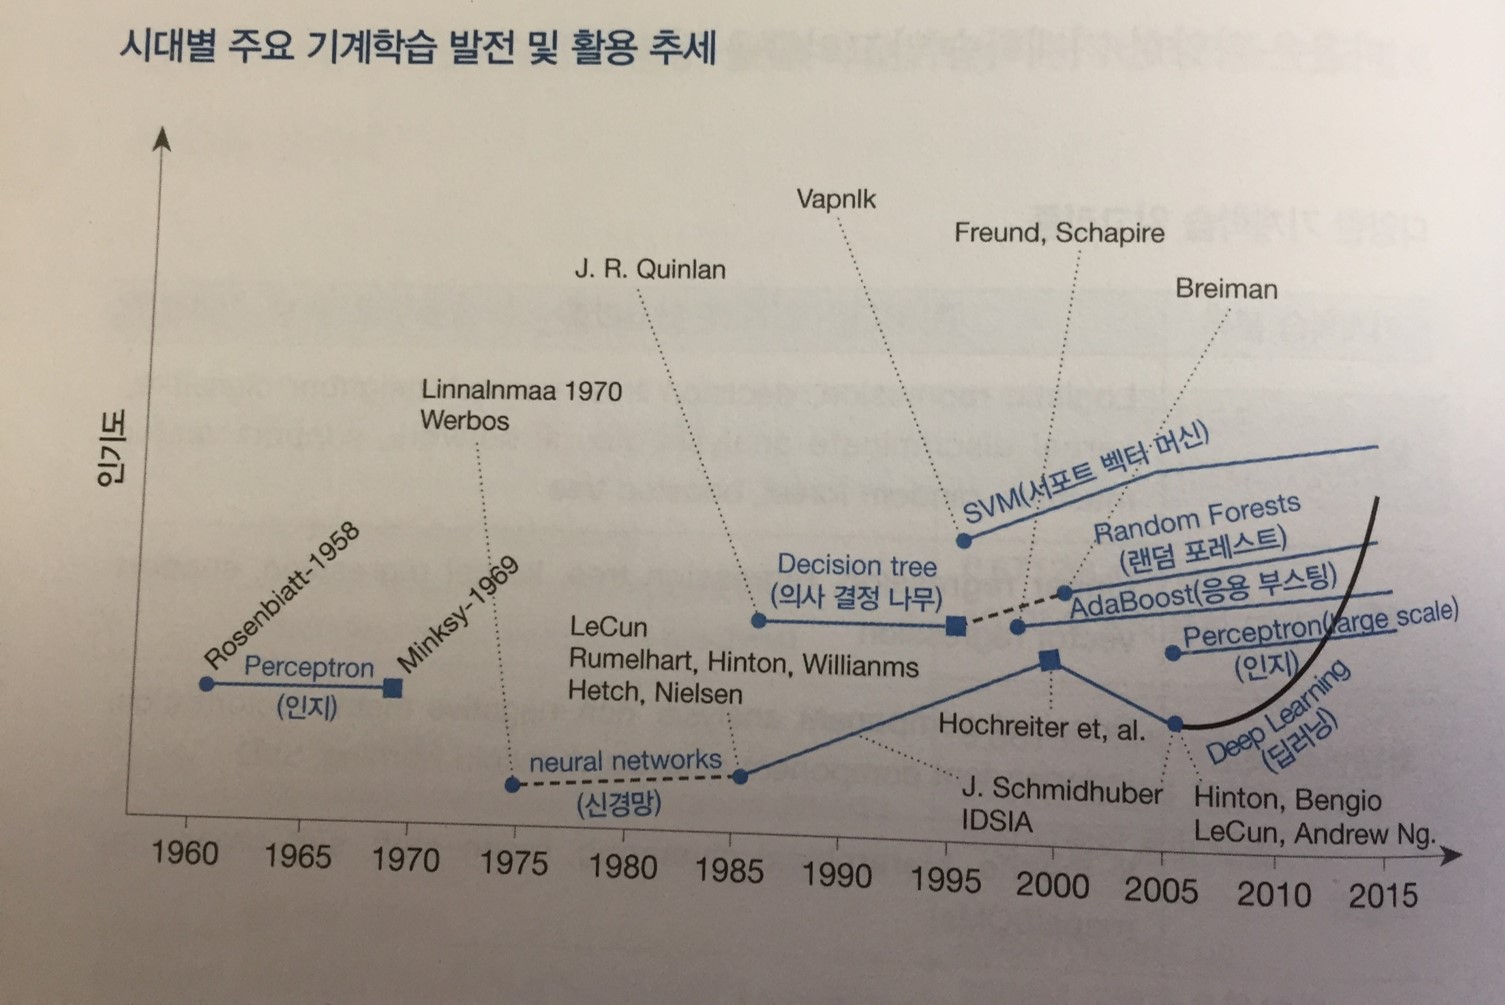 시대별 주요 기계학습 발전 및 활용 추세
인기도
Vapnlk
Freund, Schapire
J. R. Quinlan
Breiman
Linnalnmaa 1970
Werbos
SVM(서포트 벡터 머신)
Random Forests
(랜덤 포레스트)
Rosenblatt-1958
Minksy-1969
Decision tree
(의사 결정 나무)
AdaBoost(응용 부스팅)
Perceptron(large scale)
(인지)
LeCun
Rumelhart, Hinton, Willianms
Hetch, Nielsen
Perceptron
(인지)
Hochreiter et, al.
Deep Learning
(딥러닝)
neural networks
(신경망)
J. Schmidhuber
IDSIA
Hinton, Bengio
LeCun, Andrew Ng.
1960 1965 1970 1975 1980 1985 1990 1995 2000 2005 2010 2015